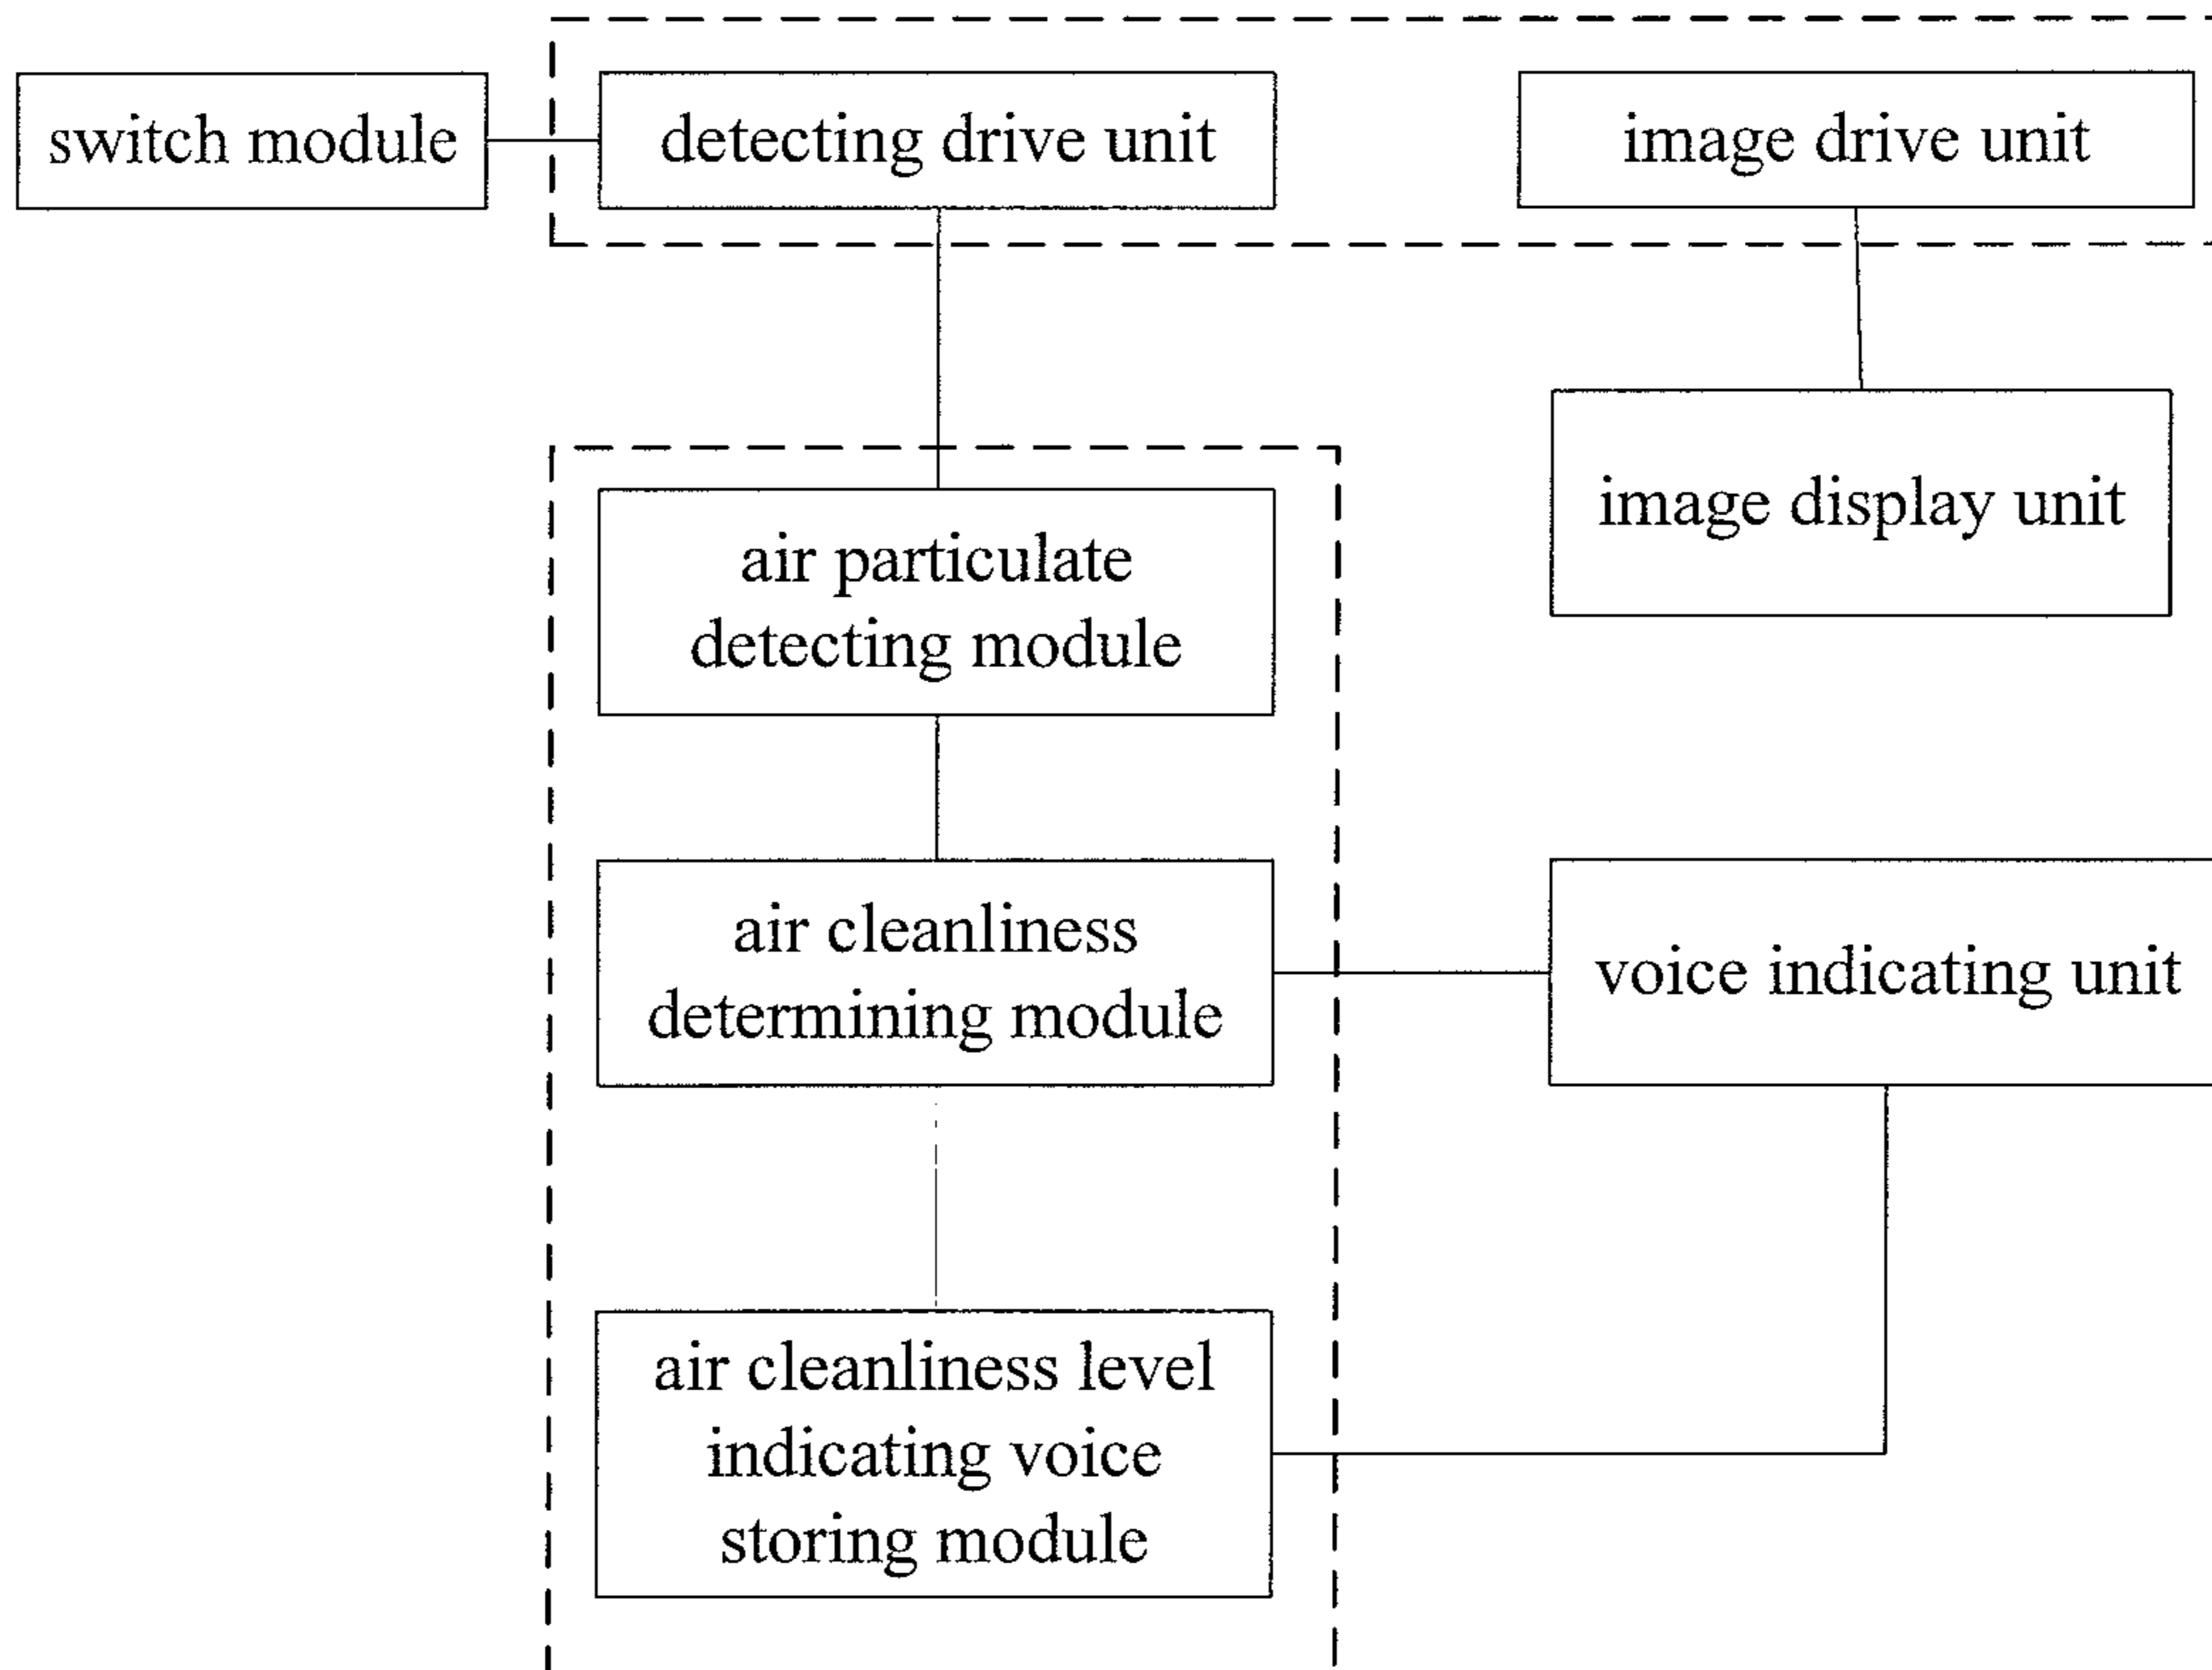 switch module
detecting drive unit
image drive unit
image display unit
air particulate
detecting module
air cleanliness
determining module
voice indicating unit
air cleanliness level
indicating voice
storing module